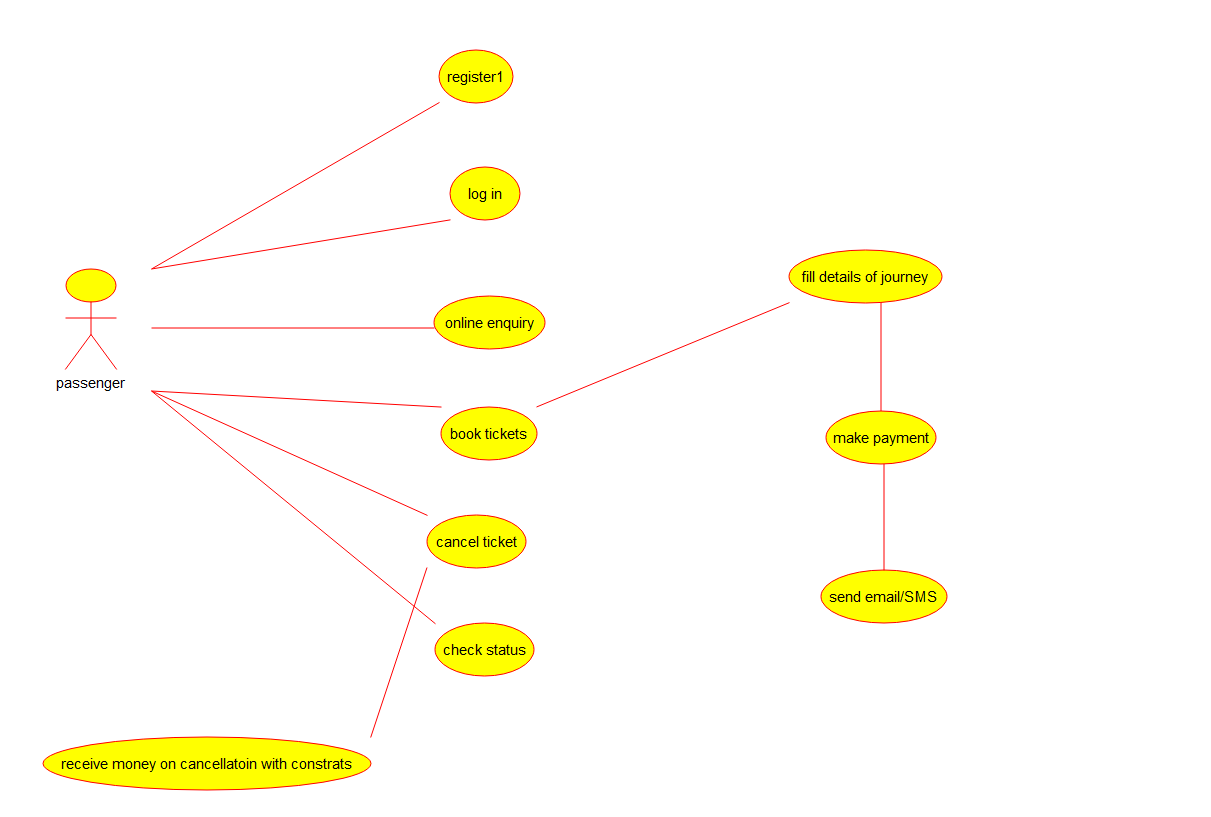 register1
log in
fill details of journey
online enquiry
passenger
book tickets
make payment
cancel ticket
send email/SMS
check status
receive money on cancellatoin with constrats